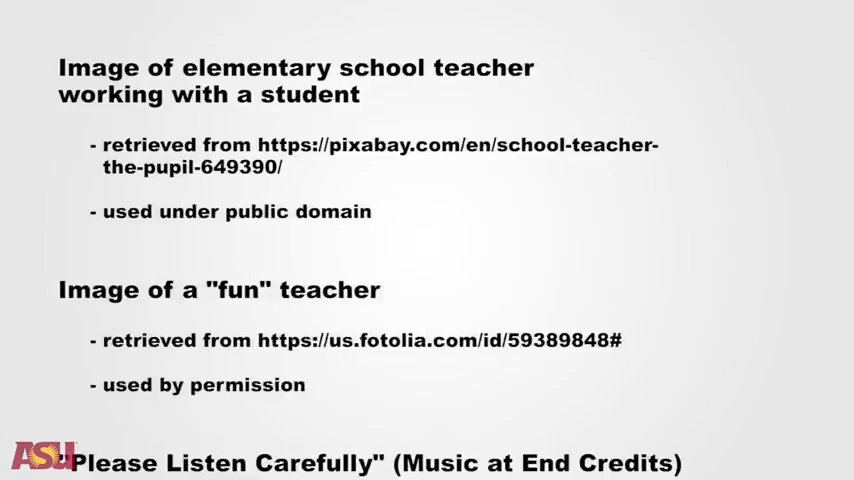 Image of elementary school teacher
working with a student
- retrieved from https://pixabay.com/en/school-teacher-
the-pupil-649390/
- used under public domain
Image of a "fun" teacher
- retrieved from https://us.fotolia.com/id/59389848#
- used by permission
"Please Listen Carefully" (Music at End Credits)
ASU